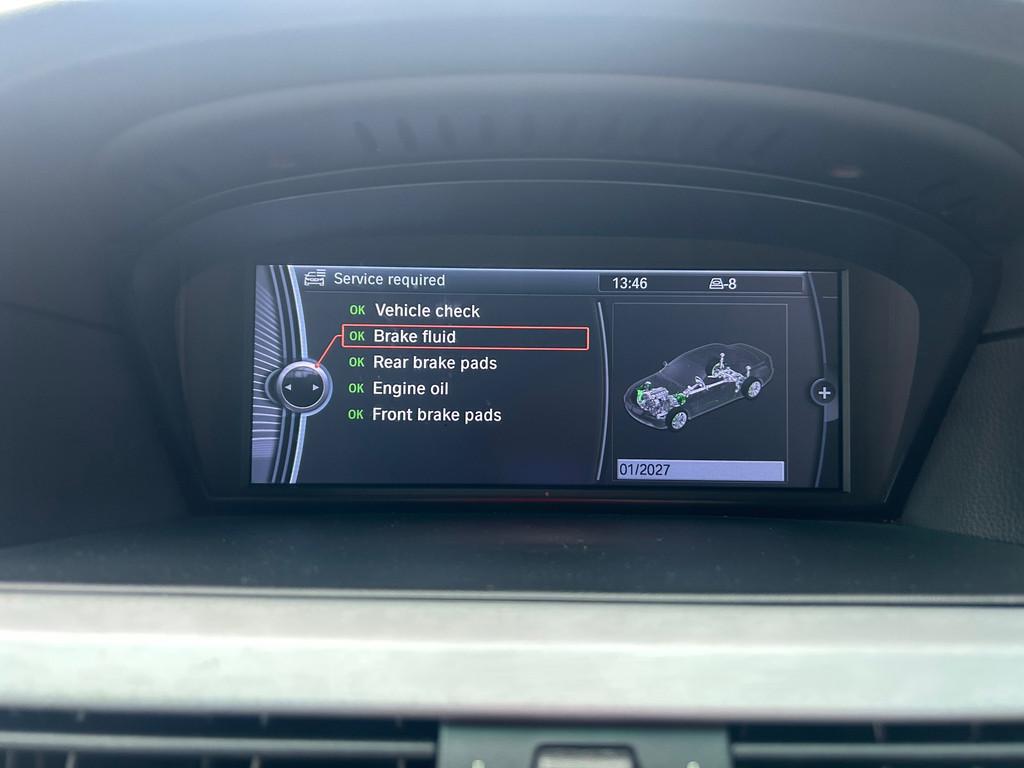 Service required
13:46
-8
OK Vehicle check
OK Brake fluid
OK Rear brake pads
OK Engine oil
OK Front brake pads
+
01/2027